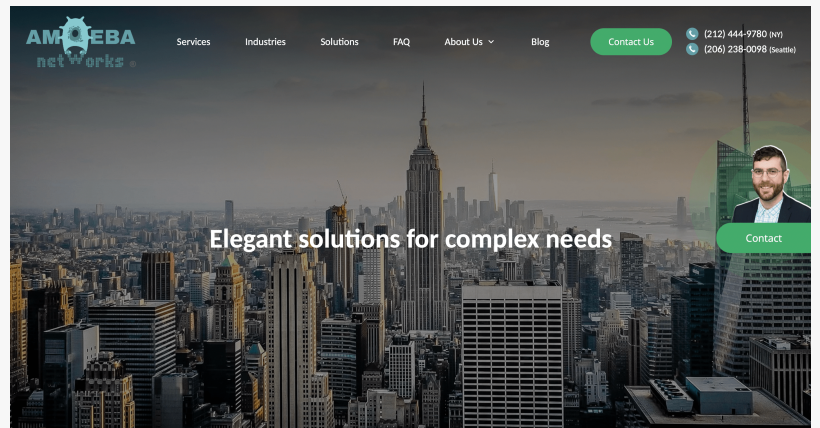 AMOEBA
netWorks
Services
Industries
Solutions
FAQ
About Us
Blog
Contact Us
(212) 444-9780 (NY)
(206) 238-0098 (Seattle)
Elegant solutions for complex needs
Contact